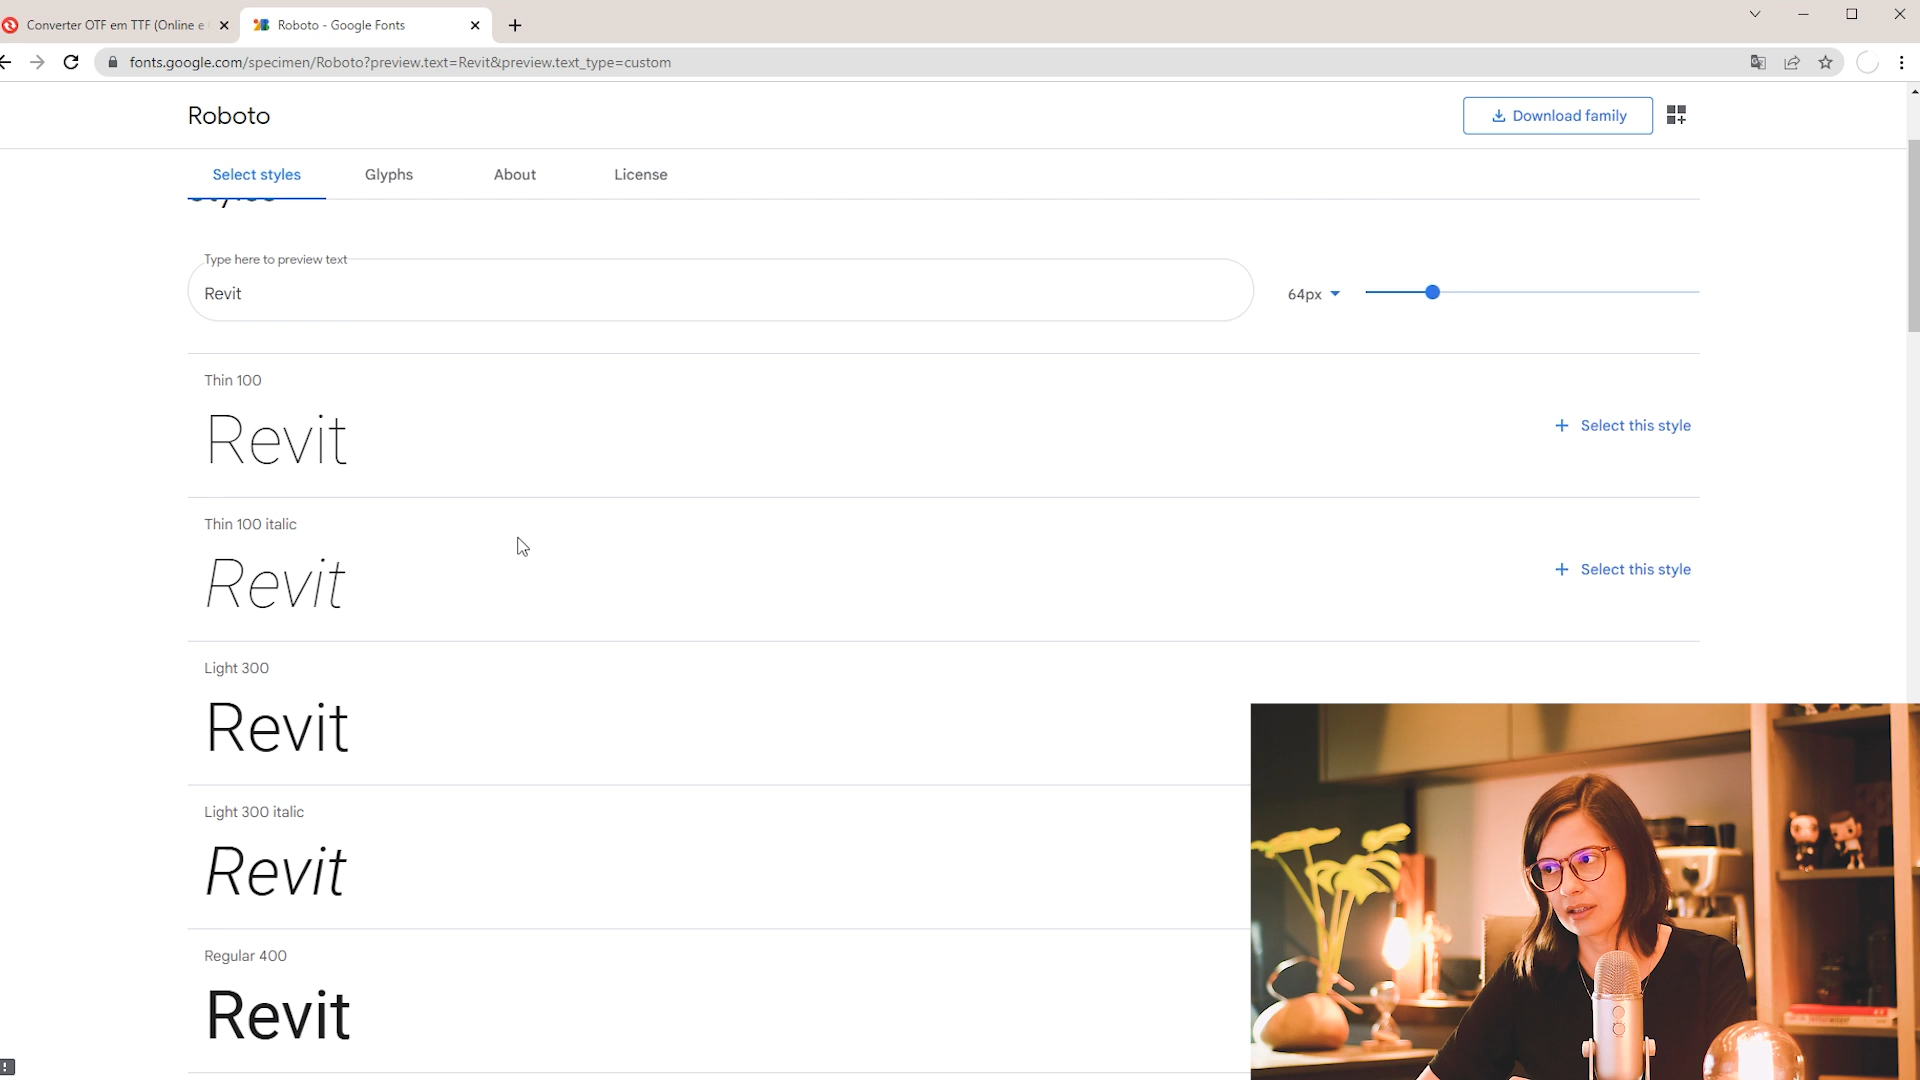 Converter OTF em TTF (Online e
Roboto - Google Fonts
fonts.google.com/specimen/Roboto?preview.text=Revit&preview.text_type=custom
Roboto
Download family
Select styles
Glyphs
About
License
Type here to preview text
Revit
64px
Thin 100
Revit
Select this style
Thin 100 italic
Revit
Select this style
Light 300
Revit
Light 300 italic
Revit
Regular 400
Revit